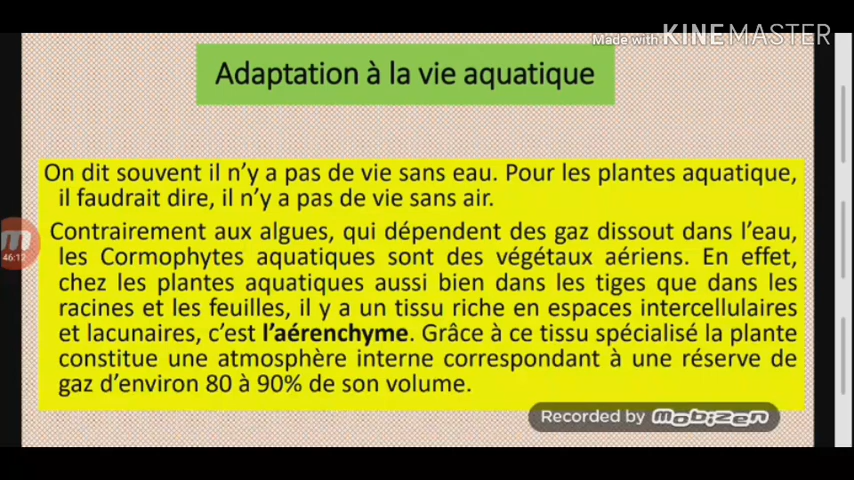 Made with KINEMASTER
Adaptation à la vie aquatique
On dit souvent il n'y a pas de vie sans eau. Pour les plantes aquatique,
il faudrait dire, il n'y a pas de vie sans air.
Contrairement aux algues, qui dépendent des gaz dissout dans l'eau,
les Cormophytes aquatiques sont des végétaux aériens. En effet,
chez les plantes aquatiques aussi bien dans les tiges que dans les
racines et les feuilles, il y a un tissu riche en espaces intercellulaires
et lacunaires, c'est l'aérenchyme. Grâce à ce tissu spécialisé la plante
constitue une atmosphère interne correspondant à une réserve de
gaz d'environ 80 à 90% de son volume.
46:12
Recorded by mobizen